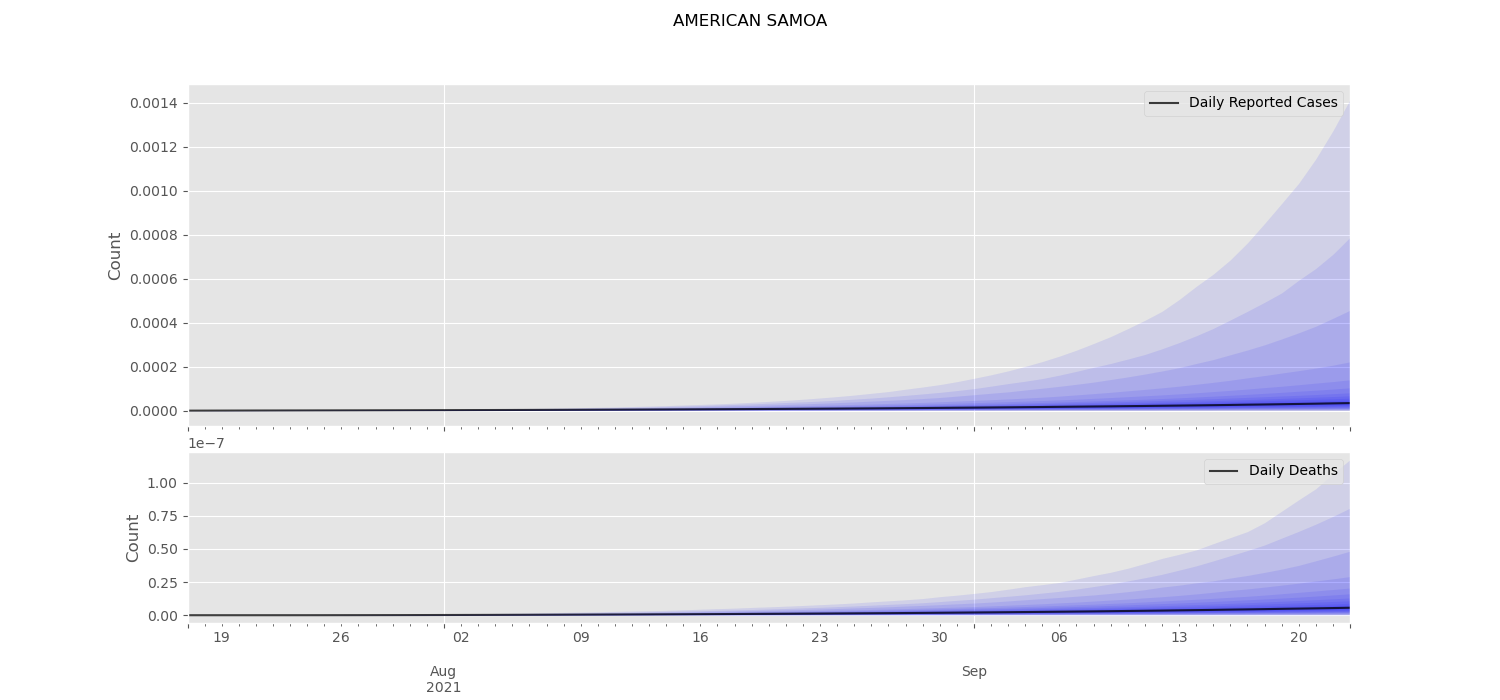 AMERICAN SAMOA
Daily Reported Cases
0.0014
0.0012
0.0010
0.0008
0.0006
0.0004
0.0002
0.0000
Count
1e−7
Daily Deaths
1.00
0.75
0.50
0.25
0.00
Count
19 26 02 09 16 23 30 06 13 20
Aug Sep
2021